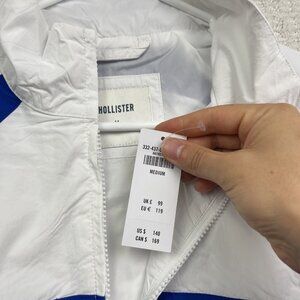 HOLLISTER
MEDIUM
UK £ 99
EU € 119
US $ 140
CAN $ 169